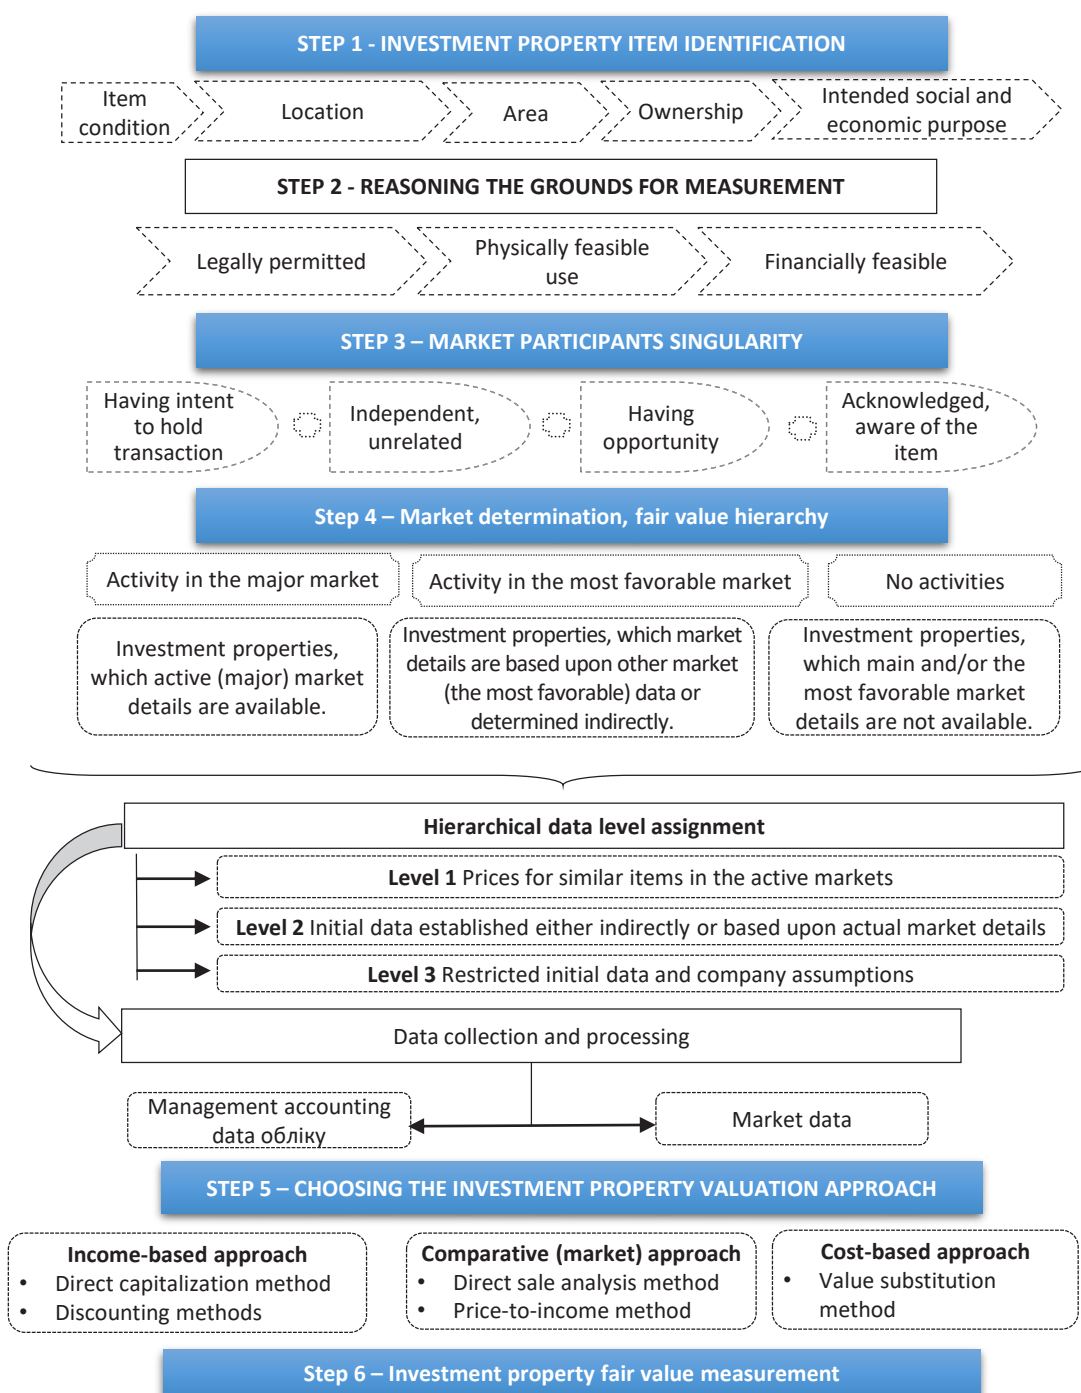 STEP 1 - INVESTMENT PROPERTY ITEM IDENTIFICATION
Item
condition
Location
Area
Ownership
Intended social and
economic purpose
STEP 2 - REASONING THE GROUNDS FOR MEASUREMENT
Legally permitted
Physically feasible
use
Financially feasible
STEP 3 – MARKET PARTICIPANTS SINGULARITY
Having intent
to hold
transaction
Independent,
unrelated
Having
opportunity
Acknowledged,
aware of the
item
Step 4 – Market determination, fair value hierarchy
Activity in the major market
Activity in the most favorable market
No activities
Investment properties,
which active (major) market
details are available.
Investment properties, which market
details are based upon other market
(the most favorable) data or
determined indirectly.
Investment properties,
which main and/or the
most favorable market
details are not available.
Hierarchical data level assignment
Level 1 Prices for similar items in the active markets
Level 2 Initial data established either indirectly or based upon actual market details
Level 3 Restricted initial data and company assumptions
Data collection and processing
Management accounting
data обліку
Market data
STEP 5 – CHOOSING THE INVESTMENT PROPERTY VALUATION APPROACH
Income-based approach
• Direct capitalization method
• Discounting methods
Comparative (market) approach
• Direct sale analysis method
• Price-to-income method
Cost-based approach
• Value substitution
method
Step 6 – Investment property fair value measurement